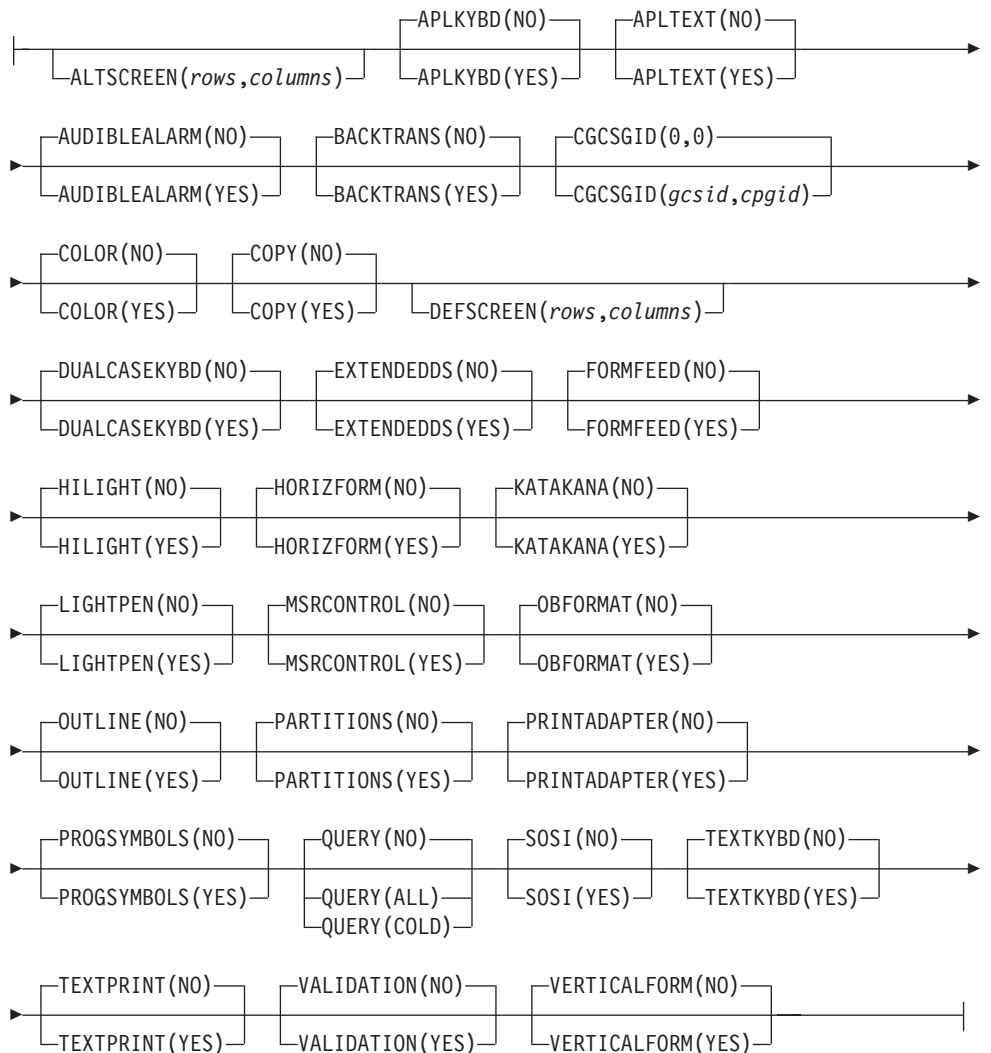 APLKYBD(NO) APLTEXT(NO)
ALTSCREEN(rows,columns) APLKYBD(YES) APLTEXT(YES)
AUDIBLEALARM(NO) BACKTRANS(NO) CGCSGID(0,0)
AUDIBLEALARM(YES) BACKTRANS(YES) CGCSGID(gcsid,cpgid)
COLOR(NO) COPY(NO)
COLOR(YES) COPY(YES) DEFSCREEN(rows,columns)
DUALCASEKYBD(NO) EXTENDEDDS(NO) FORMFEED(NO)
DUALCASEKYBD(YES) EXTENDEDDS(YES) FORMFEED(YES)
HILIGHT(NO) HORIZFORM(NO) KATAKANA(NO)
HILIGHT(YES) HORIZFORM(YES) KATAKANA(YES)
LIGHTPEN(NO) MSRCONTROL(NO) OBFORMAT(NO)
LIGHTPEN(YES) MSRCONTROL(YES) OBFORMAT(YES)
OUTLINE(NO) PARTITIONS(NO) PRINTADAPTER(NO)
OUTLINE(YES) PARTITIONS(YES) PRINTADAPTER(YES)
PROGSYMBOLS(NO) QUERY(NO) SOSI(NO) TEXTKYBD(NO)
PROGSYMBOLS(YES) QUERY(ALL) SOSI(YES) TEXTKYBD(YES)
QUERY(COLD)
TEXTPRINT(NO) VALIDATION(NO) VERTICALFORM(NO)
TEXTPRINT(YES) VALIDATION(YES) VERTICALFORM(YES)